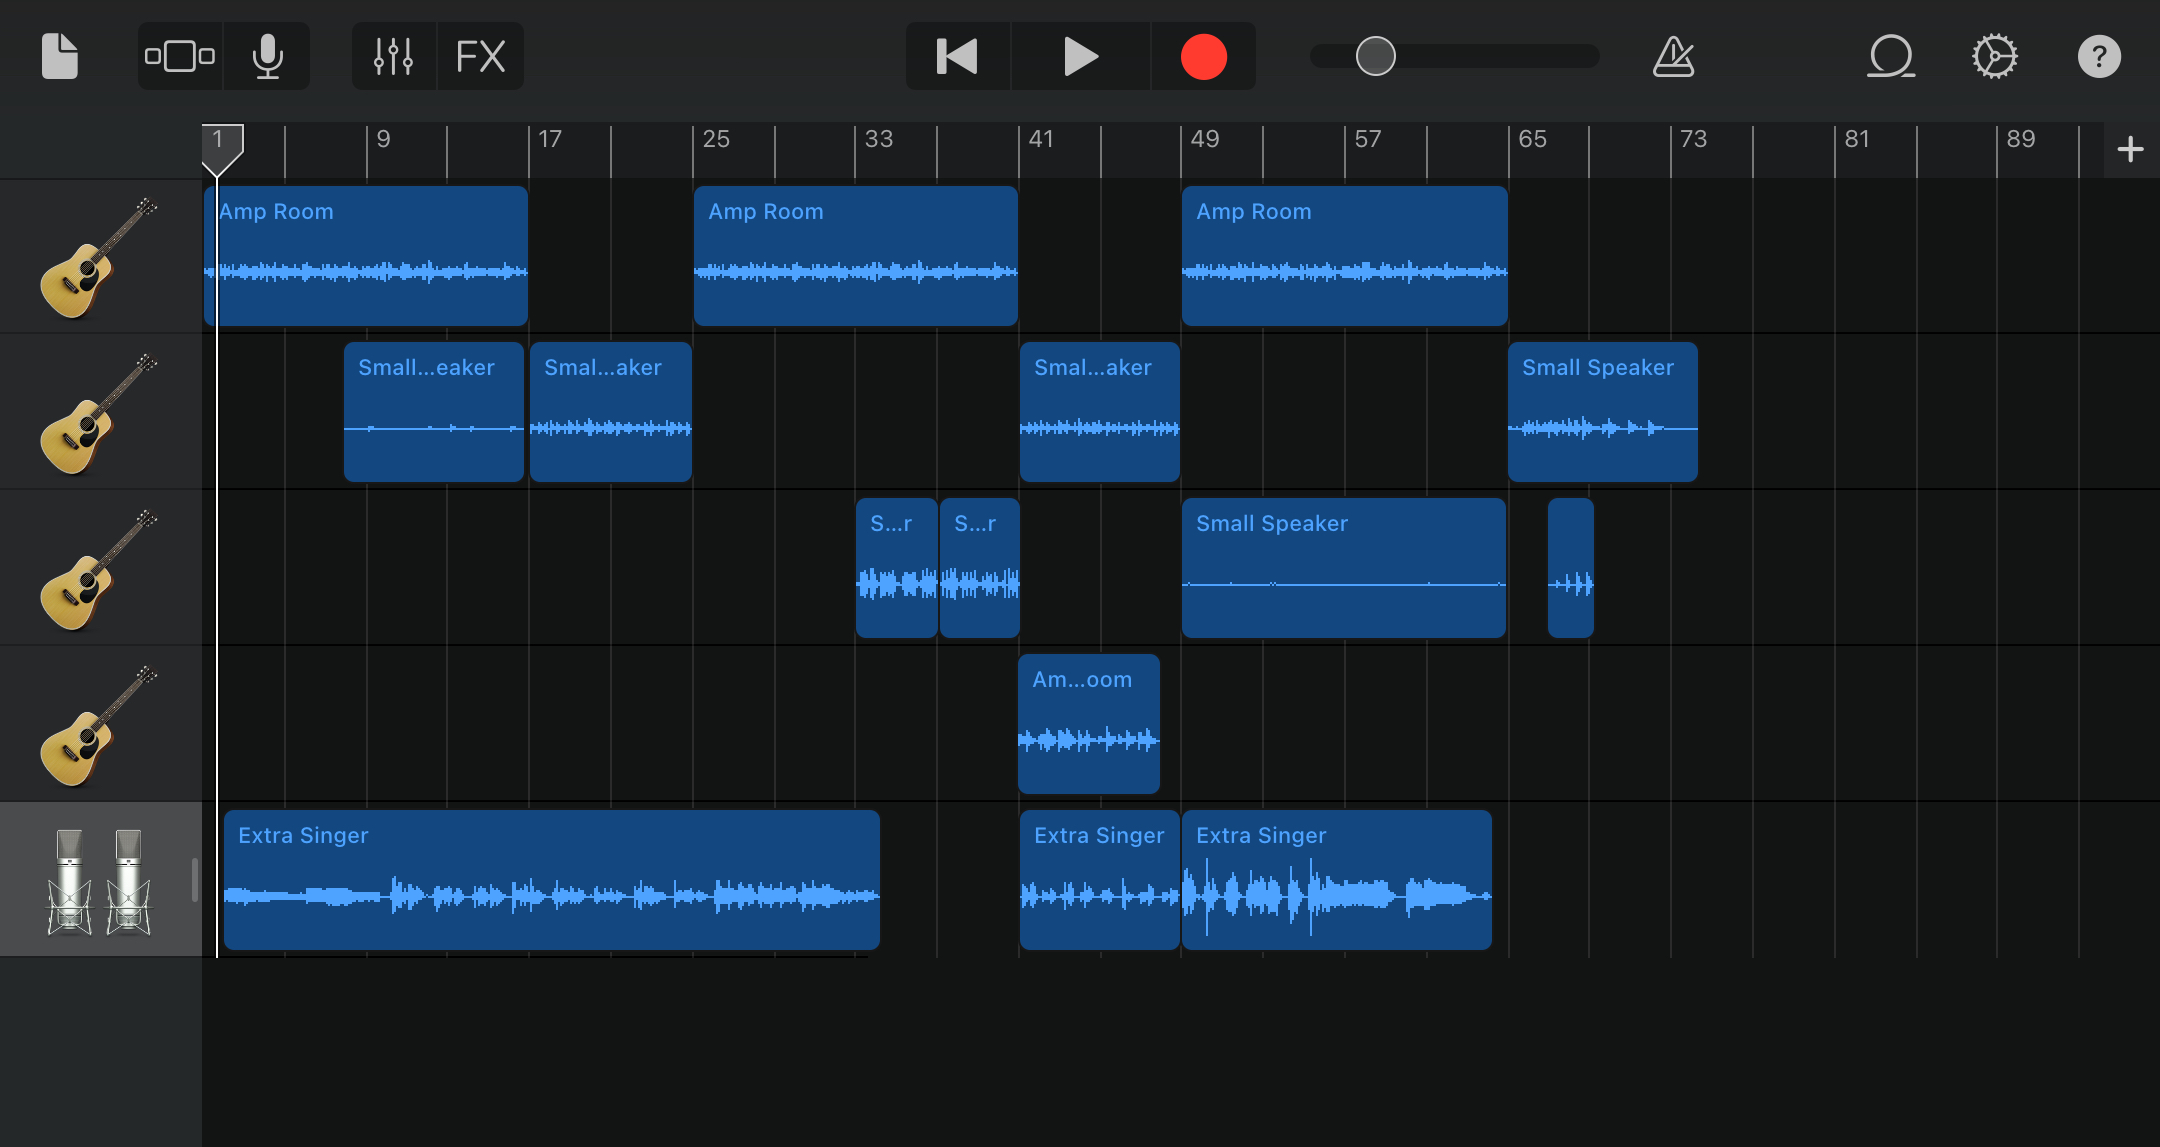 FX
?
1 9 17 25 33 41 49 57 65 73 81 89 +
Amp Room Amp Room Amp Room
Small...eaker Smal...aker Smal...aker Small Speaker
S...r S...r Small Speaker
Am...oom
Extra Singer Extra Singer Extra Singer